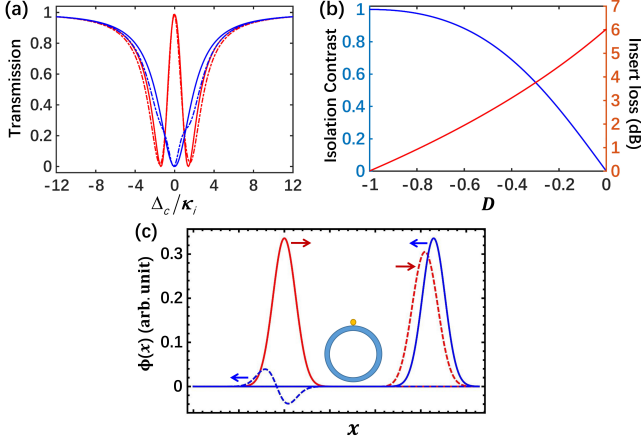 (a)
Transmission
1
0.8
0.6
0.4
0.2
0
-12 -8 -4 0 4 8 12
Δc/κi
(b)
Isolation Contrast
1
0.8
0.6
0.4
0.2
0
-1 -0.8 -0.6 -0.4 -0.2 0
D
7
6
5
4
3
2
1
0
Insert loss (dB)
(c)
ϕ(x) (arb. unit)
0.3
0.2
0.1
0
x